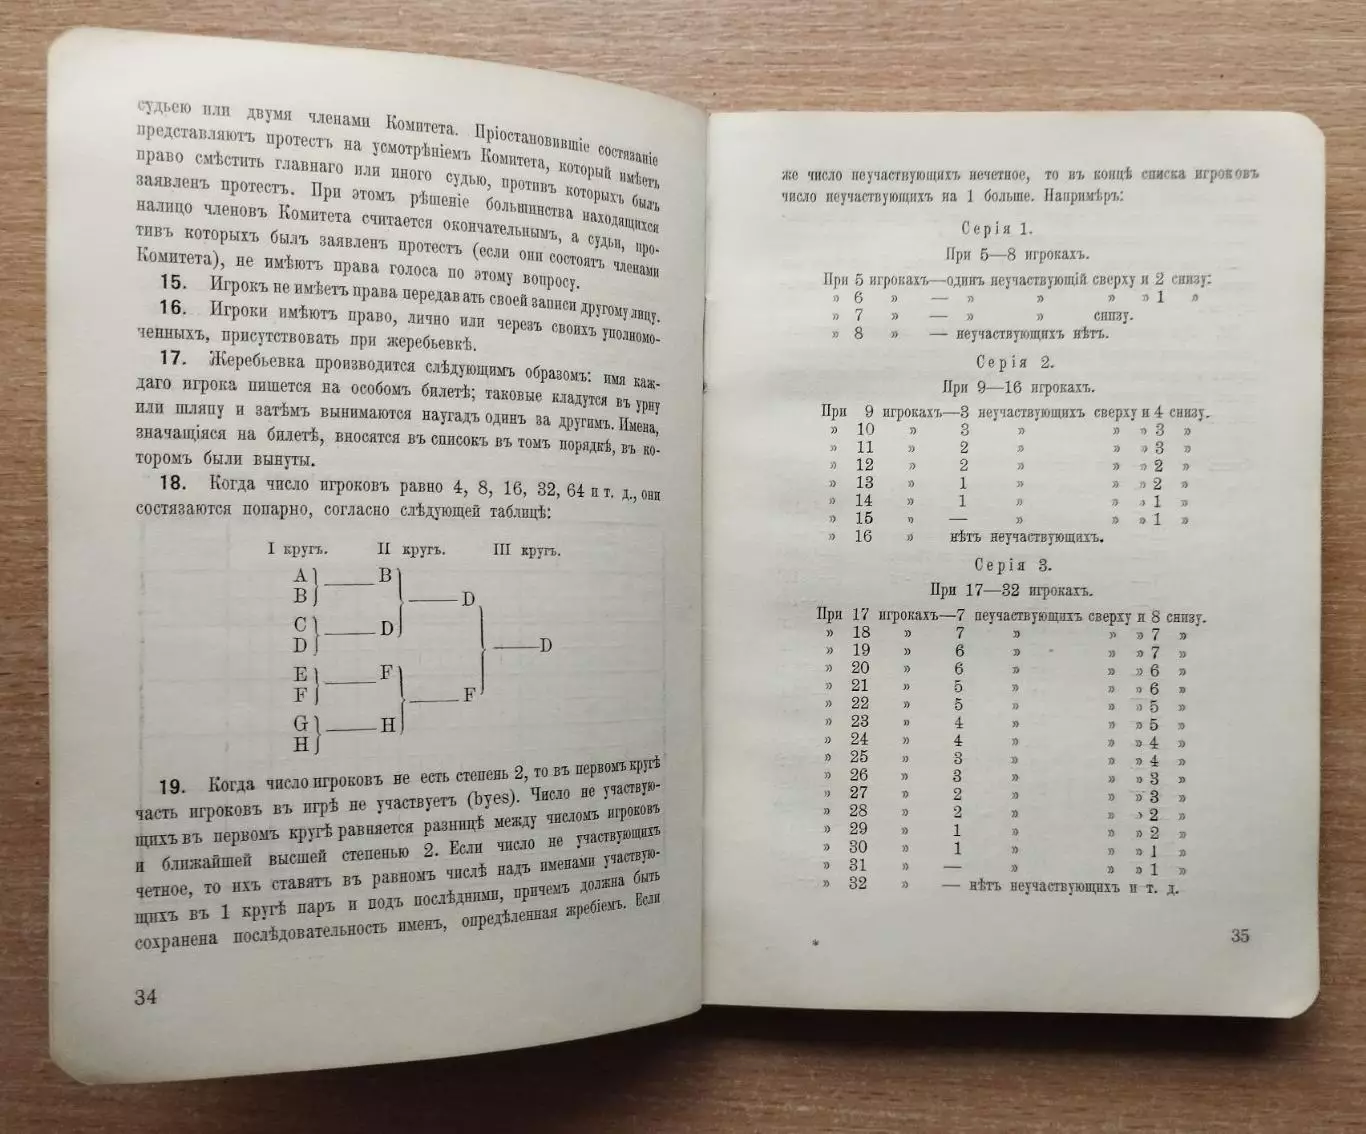 судьею или двумя членами Комитета. Пріостановившіе состязаніе
представляютъ протестъ на усмотрѣніемъ Комитета, который имѣетъ
право смѣстить главнаго или иного судью, противъ которыхъ былъ
заявленъ протестъ. При этомъ рѣшеніе большинства находящихся
налицо членовъ Комитета считается окончательнымъ, а судьи, про-
тивъ которыхъ былъ заявленъ протестъ (если они состоятъ членами
Комитета), не имѣютъ права голоса по этому вопросу.
15. Игрокъ не имѣетъ права передавать своей записи другому лицу.
16. Игроки имѣютъ право, лично или черезъ своихъ уполномо-
ченныхъ, присутствовать при жеребьевкѣ.
17. Жеребьевка производится слѣдующимъ образомъ: имя каж-
даго игрока пишется на особомъ билетѣ; таковые кладутся въ урну
или шляпу и затѣмъ вынимаются наугадъ одинъ за другимъ. Имена,
значащіяся на билетѣ, вносятся въ списокъ въ томъ порядкѣ, въ ко-
торомъ были вынуты.
18. Когда число игроковъ равно 4, 8, 16, 32, 64 и т. д., они
состязаются попарно, согласно слѣдующей таблицѣ:
I кругъ. II кругъ. III кругъ.
A B
B D
C
D D D
E F
F F
G H
H
19. Когда число игроковъ не есть степень 2, то въ первомъ кругѣ
часть игроковъ въ игрѣ не участвуетъ (byes). Число не участвую-
щихъ въ первомъ кругѣ равняется разницѣ между числомъ игроковъ
и ближайшей высшей степенью 2. Если число не участвующихъ
четное, то ихъ ставятъ въ равномъ числѣ надъ именами участвую-
щихъ въ 1 кругѣ паръ и подъ послѣдними, причемъ должна быть
сохранена послѣдовательность именъ, опредѣленная жребіемъ. Если
34
же число неучаствующихъ нечетное, то въ концѣ списка игроковъ
число неучаствующихъ на 1 больше. Напримѣръ:
Серія 1.
При 5—8 игрокахъ.
При 5 игрокахъ—одинъ неучаствующій сверху и 2 снизу:
» 6 » — » » » » 1 »
» 7 » — » » снизу.
» 8 » — неучаствующихъ нѣтъ.
Серія 2.
При 9—16 игрокахъ.
При 9 игрокахъ—3 неучаствующихъ сверху и 4 снизу.
» 10 » 3 » » » 3 »
» 11 » 2 » » » 3 »
» 12 » 2 » » » 2 »
» 13 » 1 » » » 2 »
» 14 » 1 » » » 1 »
» 15 » — » » » 1 »
» 16 » нѣтъ неучаствующихъ.
Серія 3.
При 17—32 игрокахъ.
При 17 игрокахъ—7 неучаствующихъ сверху и 8 снизу.
» 18 » 7 » » » 7 »
» 19 » 6 » » » 7 »
» 20 » 6 » » » 6 »
» 21 » 5 » » » 6 »
» 22 » 5 » » » 5 »
» 23 » 4 » » » 5 »
» 24 » 4 » » » 4 »
» 25 » 3 » » » 4 »
» 26 » 3 » » » 3 »
» 27 » 2 » » » 3 »
» 28 » 2 » » » 2 »
» 29 » 1 » » » 2 »
» 30 » 1 » » » 1 »
» 31 » — » » » 1 »
» 32 » — нѣтъ неучаствующихъ и т. д.
*
35